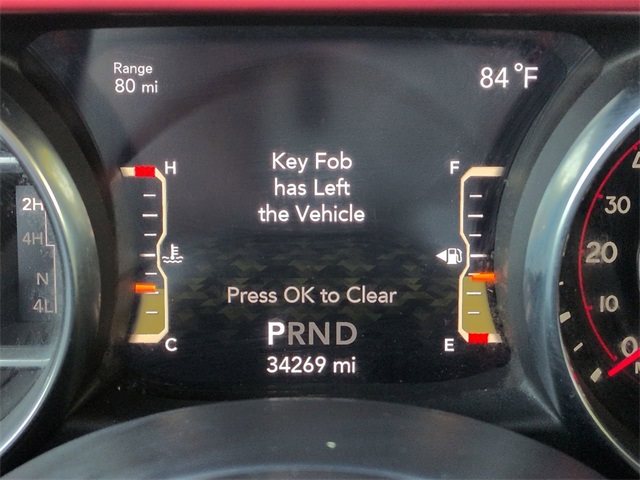 Range
80 mi
84 °F
Key Fob
has Left
the Vehicle
H
F
2H
4H
N
4L
C
E
Press OK to Clear
PRND
34269 mi
30
20
10
0